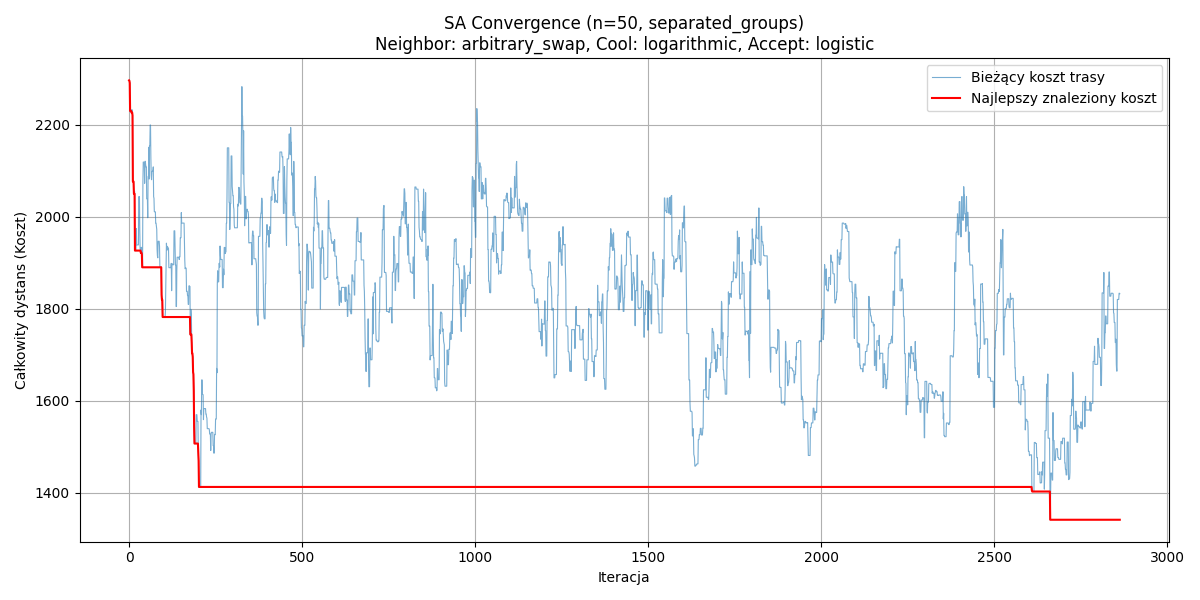 SA Convergence (n=50, separated_groups)
Neighbor: arbitrary_swap, Cool: logarithmic, Accept: logistic
Bieżący koszt trasy
Najlepszy znaleziony koszt
Całkowity dystans (Koszt)
2200
2000
1800
1600
1400
0
500
1000
1500
2000
2500
3000
Iteracja